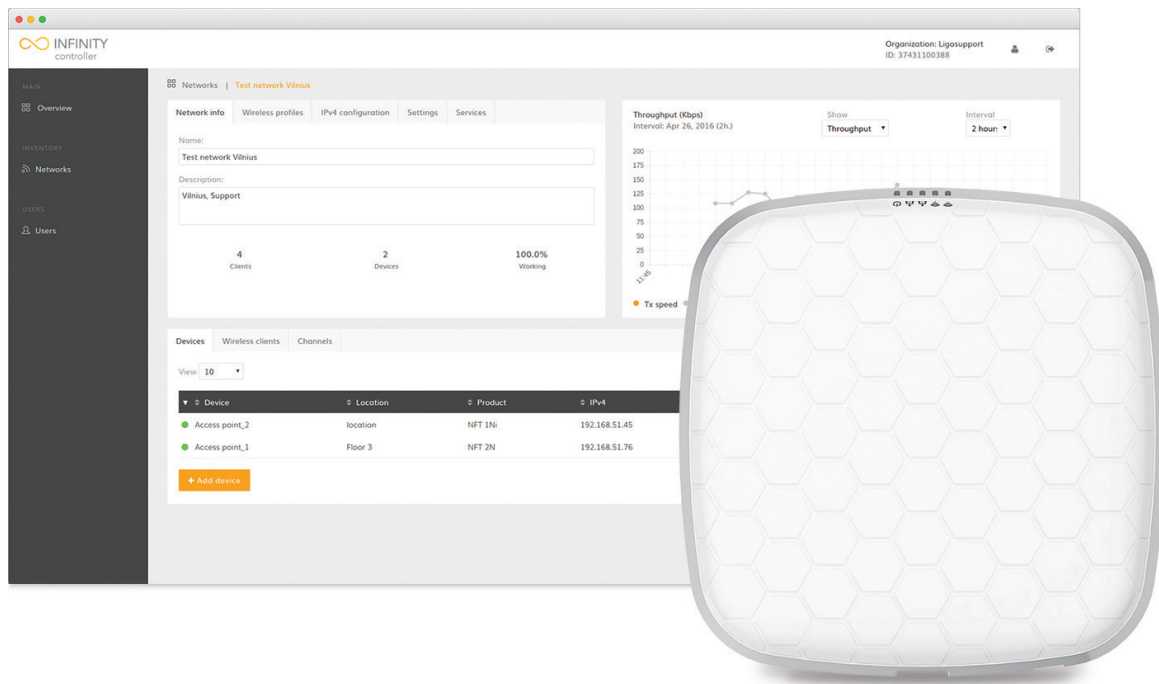 INFINITY
controller
Organization: Ligosupport
ID: 37431100388
MAIN
Overview
INVENTORY
Networks
USERS
Users
Networks | Test network Vilnius
Network info Wireless profiles IPv4 configuration Settings Services
Name:
Test network Vilnius
Description:
Vilnius, Support
4 2 100.0%
Clients Devices Working
Throughput (Kbps)
Interval: Apr 26, 2016 (2h.)
Show Interval
Throughput 2 hour
200
175
150
125
100
75
50
25
0
11:45
Tx speed
Devices Wireless clients Channels
View 10
Device Location Product IPv4
Access point_2 location NFT 1Ni 192.168.51.45
Access point_1 Floor 3 NFT 2N 192.168.51.76
+ Add device